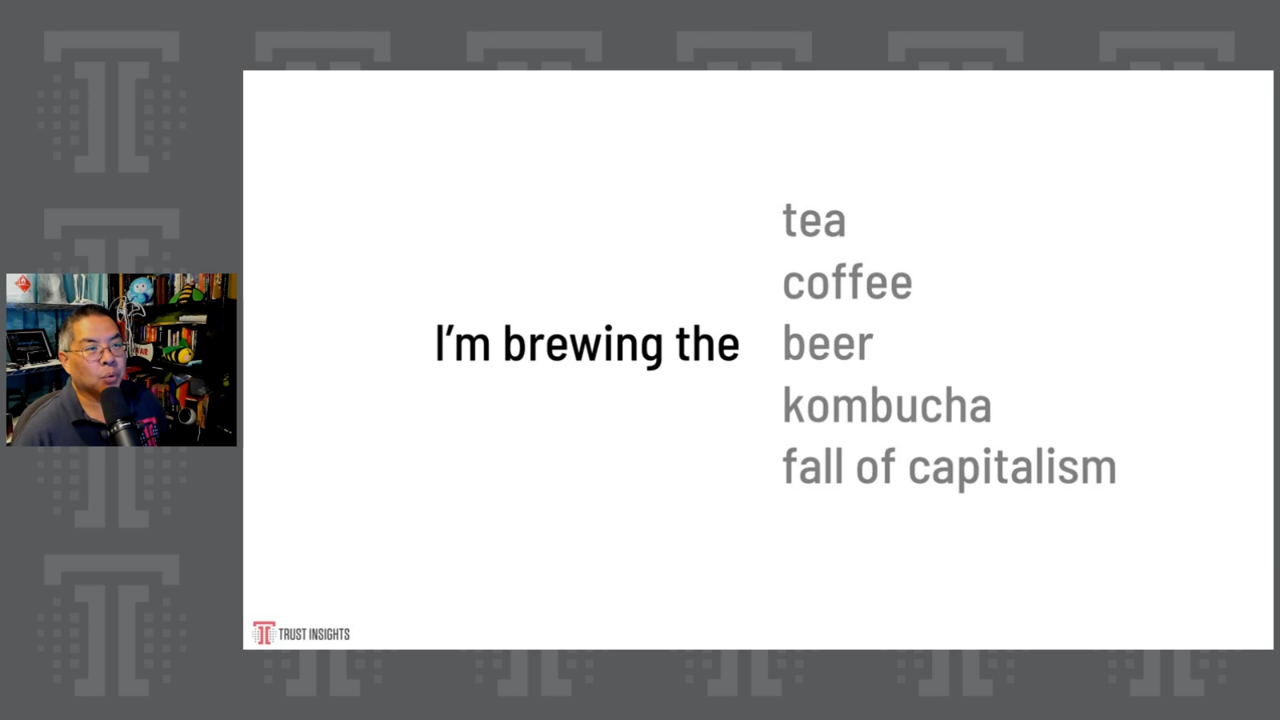 I'm brewing the
tea
coffee
beer
kombucha
fall of capitalism
TRUST INSIGHTS